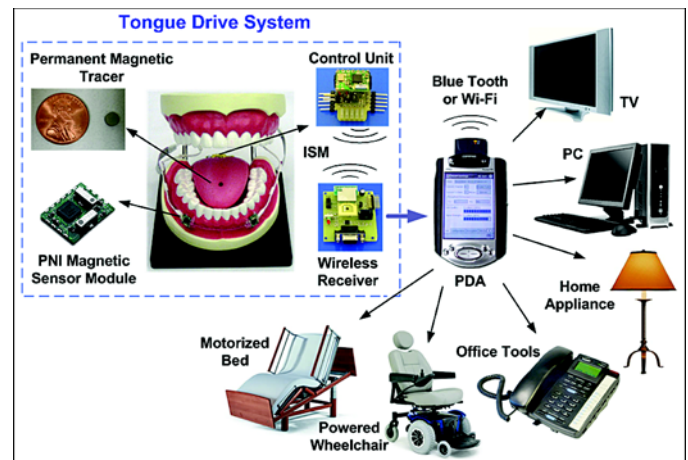 Tongue Drive System
Permanent Magnetic
Tracer
Control Unit
ISM
PNI Magnetic
Sensor Module
Wireless
Receiver
Blue Tooth
or Wi-Fi
PDA
TV
PC
Home
Appliance
Office Tools
Powered
Wheelchair
Motorized
Bed